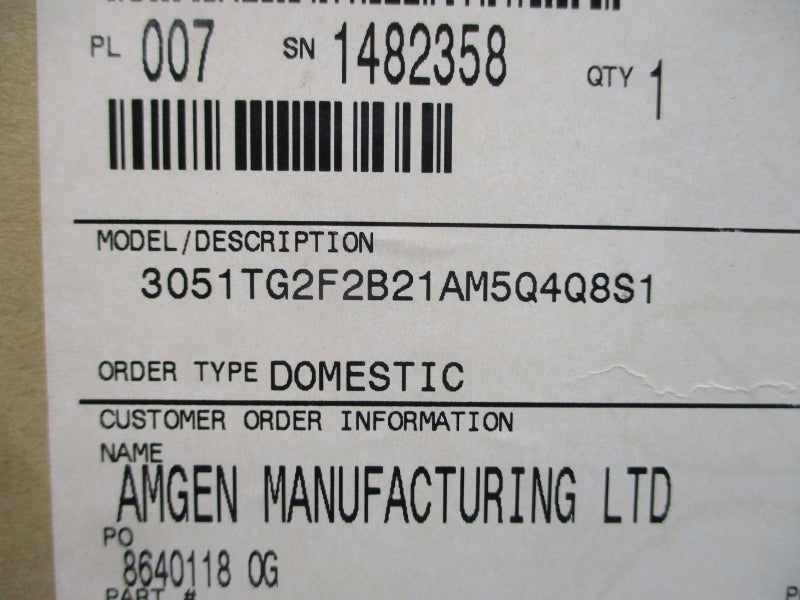 PL 007 SN 1482358 QTY 1
MODEL/DESCRIPTION
3051TG2F2B21AM5Q4Q8S1
ORDER TYPE DOMESTIC
CUSTOMER ORDER INFORMATION
NAME
AMGEN MANUFACTURING LTD
PO
8640118 OG
PART #